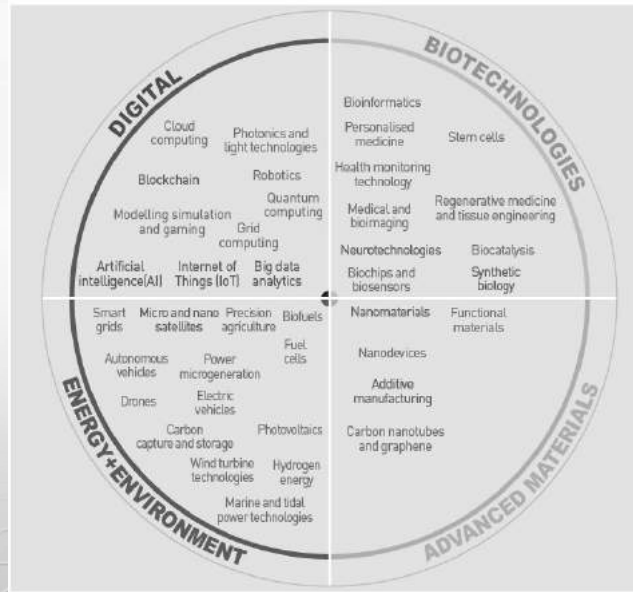 DIGITAL
Cloud
computing
Photonics and
light technologies
Blockchain
Robotics
Quantum
computing
Modelling simulation
and gaming
Grid
computing
Artificial
intelligence(AI)
Internet of
Things (IoT)
Big data
analytics
BIOTECHNOLOGIES
Bioinformatics
Personalised
medicine
Stem cells
Health monitoring
technology
Medical and
bioimaging
Regenerative medicine
and tissue engineering
Neurotechnologies
Biocatalysis
Biochips and
biosensors
Synthetic
biology
ENERGY+ENVIRONMENT
Smart
grids
Micro and nano
satellites
Precision
agriculture
Biofuels
Fuel
cells
Autonomous
vehicles
Power
microgeneration
Drones
Electric
vehicles
Carbon
capture and storage
Photovoltaics
Wind turbine
technologies
Hydrogen
energy
Marine and tidal
power technologies
ADVANCED MATERIALS
Nanomaterials
Functional
materials
Nanodevices
Additive
manufacturing
Carbon nanotubes
and graphene